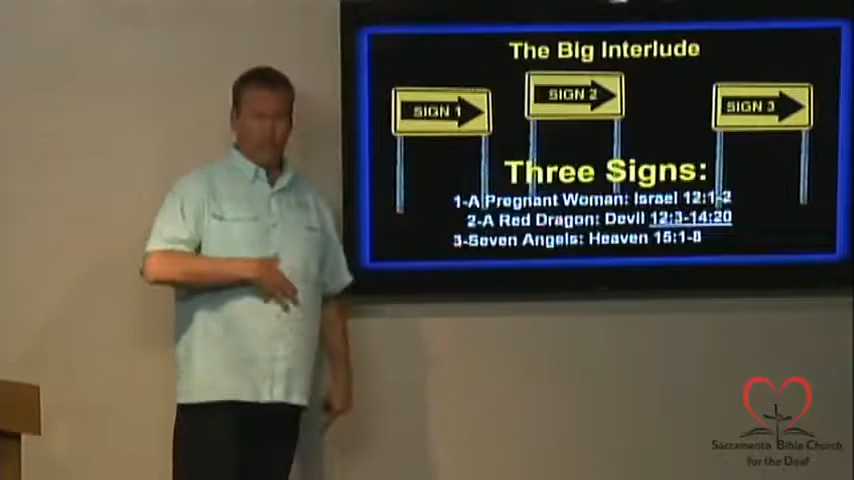 The Big Interlude
SIGN 1
SIGN 2
SIGN 3
Three Signs:
1-A Pregnant Woman: Israel 12:1-2
2-A Red Dragon: Devil 12:3-14:20
3-Seven Angels: Heaven 15:1-8
Sacramento Bible Church
for the Deaf